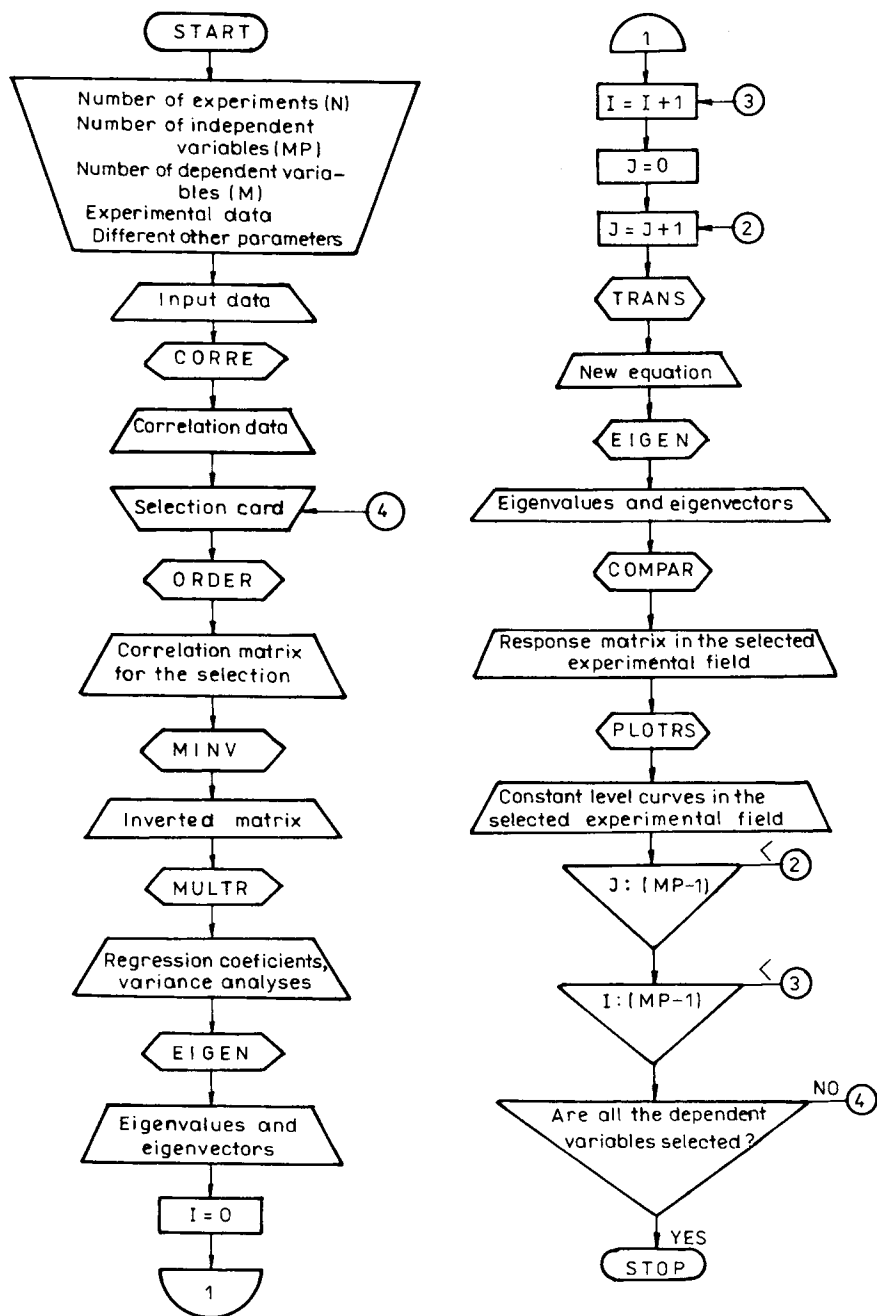 START
Number of experiments (N)
Number of independent
variables (MP)
Number of dependent varia-
bles (M)
Experimental data
Different other parameters
Input data
CORRE
Correlation data
Selection card
4
ORDER
Correlation matrix
for the selection
MINV
Inverted matrix
MULTR
Regression coeficients,
variance analyses
EIGEN
Eigenvalues and
eigenvectors
I = 0
1
1
I = I + 1
3
J = 0
J = J + 1
2
TRANS
New equation
EIGEN
Eigenvalues and eigenvectors
COMPAR
Response matrix in the selected
experimental field
PLOTRS
Constant level curves in the
selected experimental field
<
2
J : (MP-1)
<
3
I : (MP-1)
NO
4
Are all the dependent
variables selected?
YES
STOP